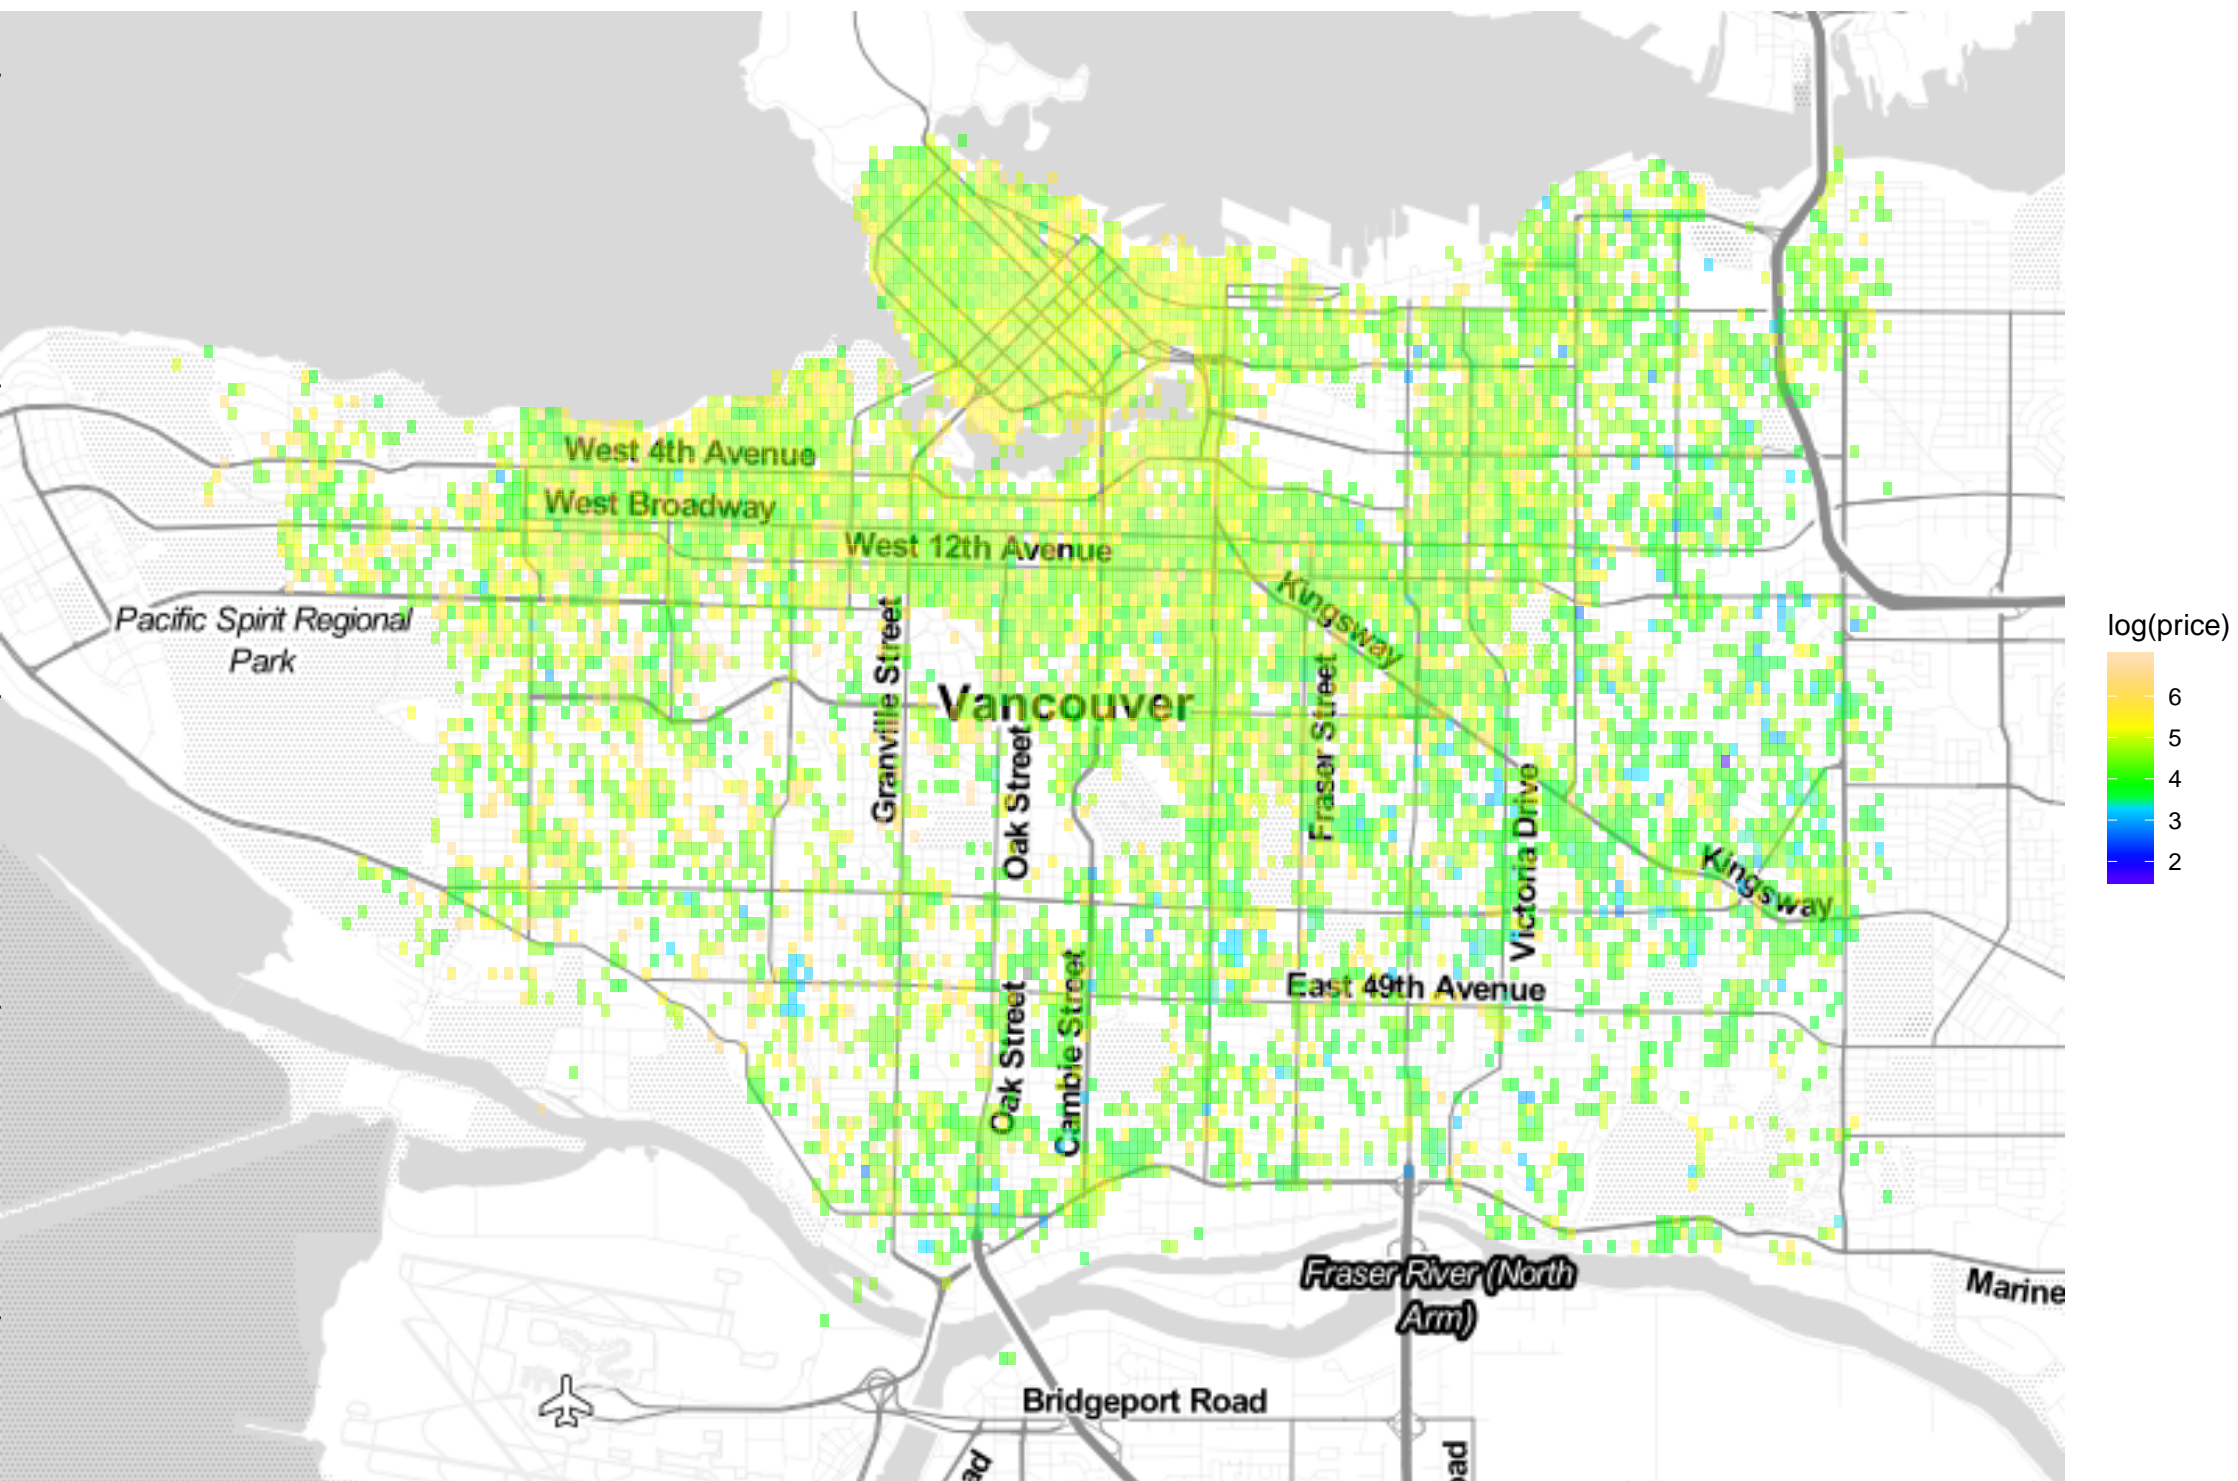 West 4th Avenue
West Broadway
West 12th Avenue
Kingsway
Pacific Spirit Regional
Park
Granville Street
Vancouver
Fraser Street
Oak Street
Victoria Drive
Kingsway
East 49th Avenue
Oak Street
Cambie Street
Fraser River (North
Arm)
Marine
Bridgeport Road
ad
oad
log(price)
6
5
4
3
2